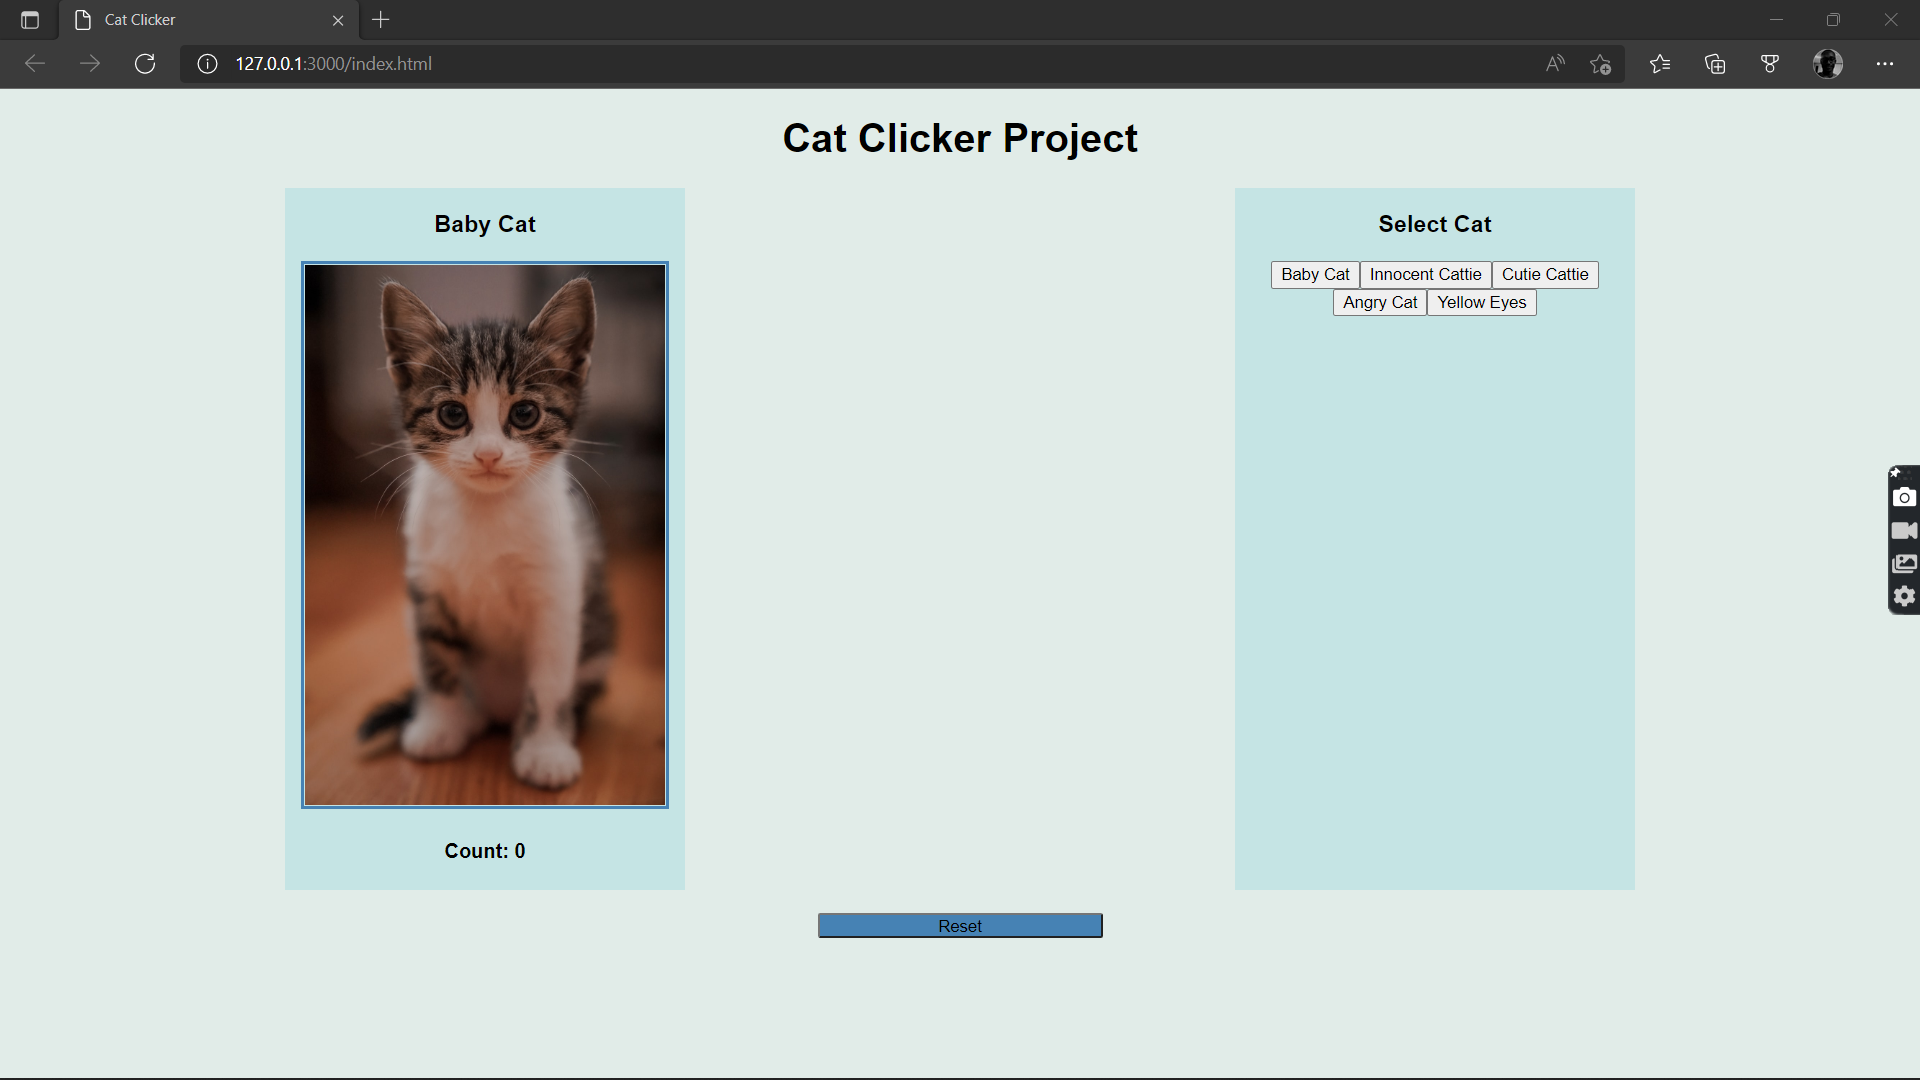 Cat Clicker
127.0.0.1:3000/index.html
Cat Clicker Project
Baby Cat
Count: 0
Select Cat
Baby Cat Innocent Cattie Cutie Cattie
Angry Cat Yellow Eyes
Reset